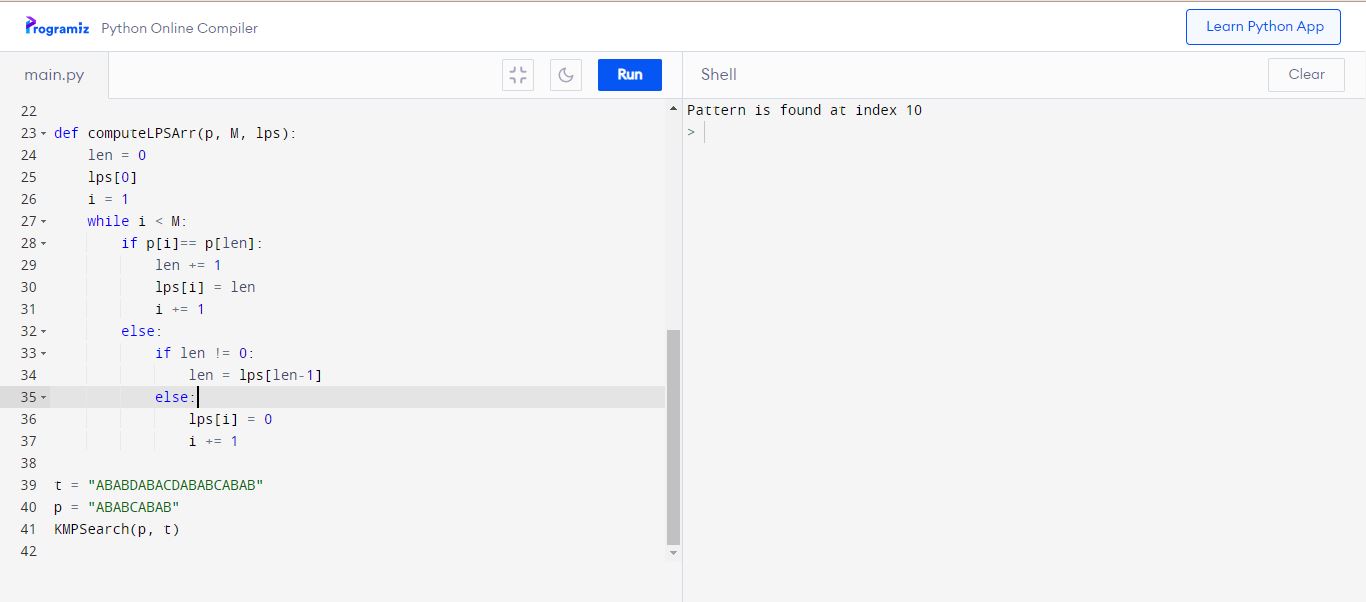 Programiz Python Online Compiler Learn Python App
main.py Run Shell Clear
22
23 def computeLPSArr(p, M, lps):
24     len = 0
25     lps[0]
26     i = 1
27     while i < M:
28         if p[i]== p[len]:
29             len += 1
30             lps[i] = len
31             i += 1
32         else:
33             if len != 0:
34                 len = lps[len-1]
35             else:
36                 lps[i] = 0
37                 i += 1
38
39 t = "ABABDABACDABABCABAB"
40 p = "ABABCABAB"
41 KMPSearch(p, t)
42
Pattern is found at index 10
>